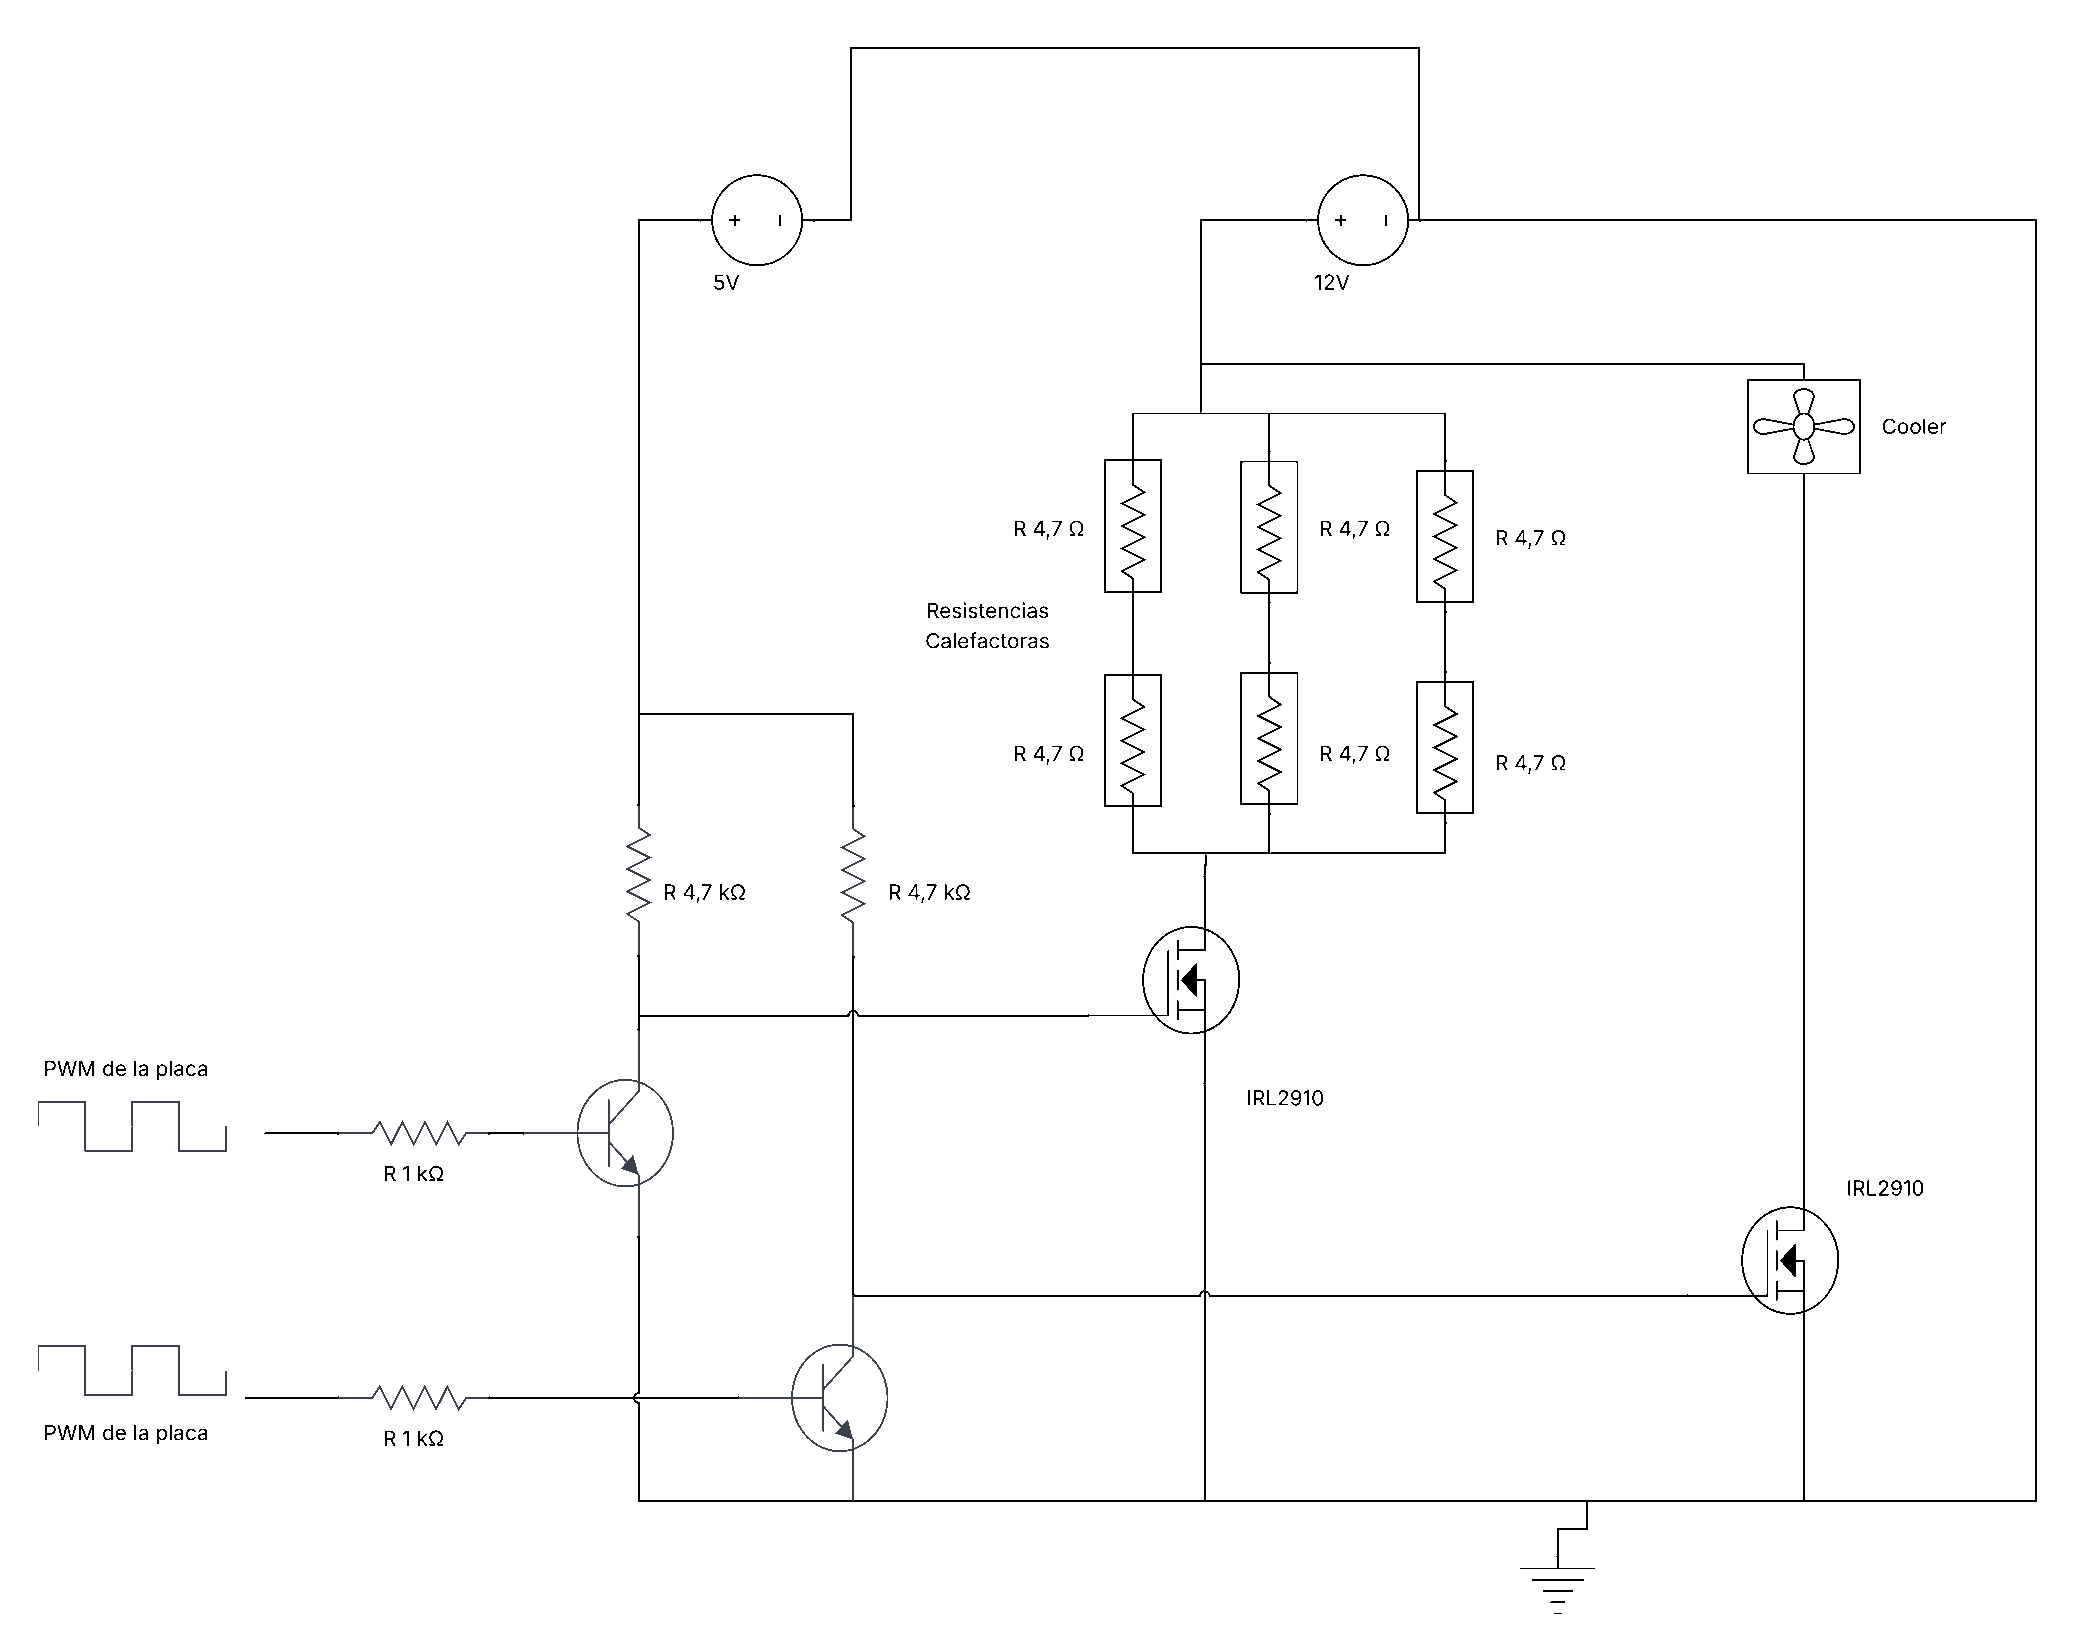 5V
12V
Cooler
R 4,7 Ω
R 4,7 Ω
R 4,7 Ω
Resistencias
Calefactoras
R 4,7 Ω
R 4,7 Ω
R 4,7 Ω
R 4,7 kΩ
R 4,7 kΩ
PWM de la placa
IRL2910
R 1 kΩ
IRL2910
PWM de la placa
R 1 kΩ